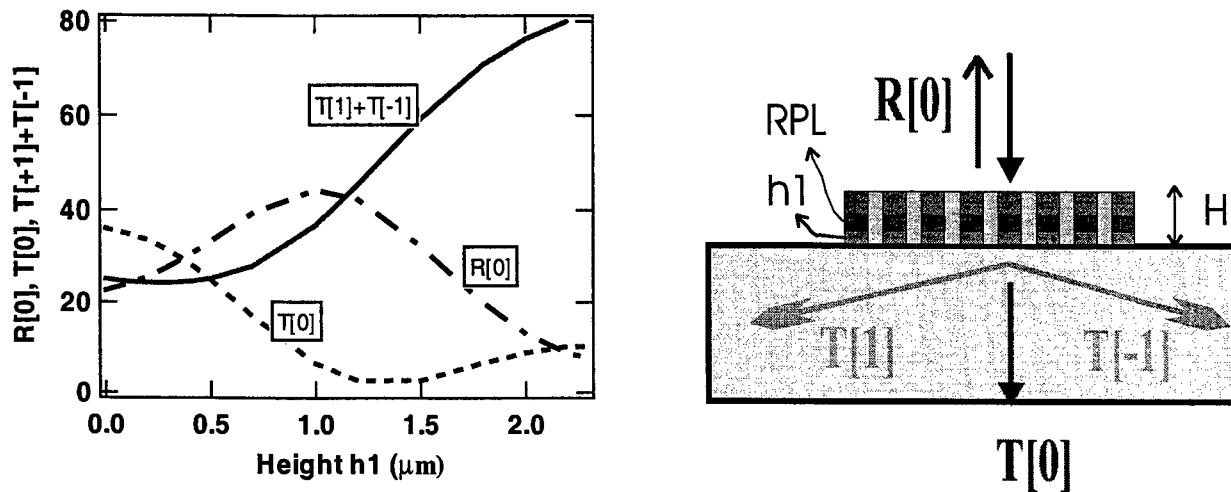 R[0], T[0], T[+1]+T[-1]
80
60
40
20
0
T[1]+T[-1]
R[0]
T[0]
0.0 0.5 1.0 1.5 2.0
Height h1 (μm)
R[0]
RPL
h1
H
T[1] T[-1]
T[0]